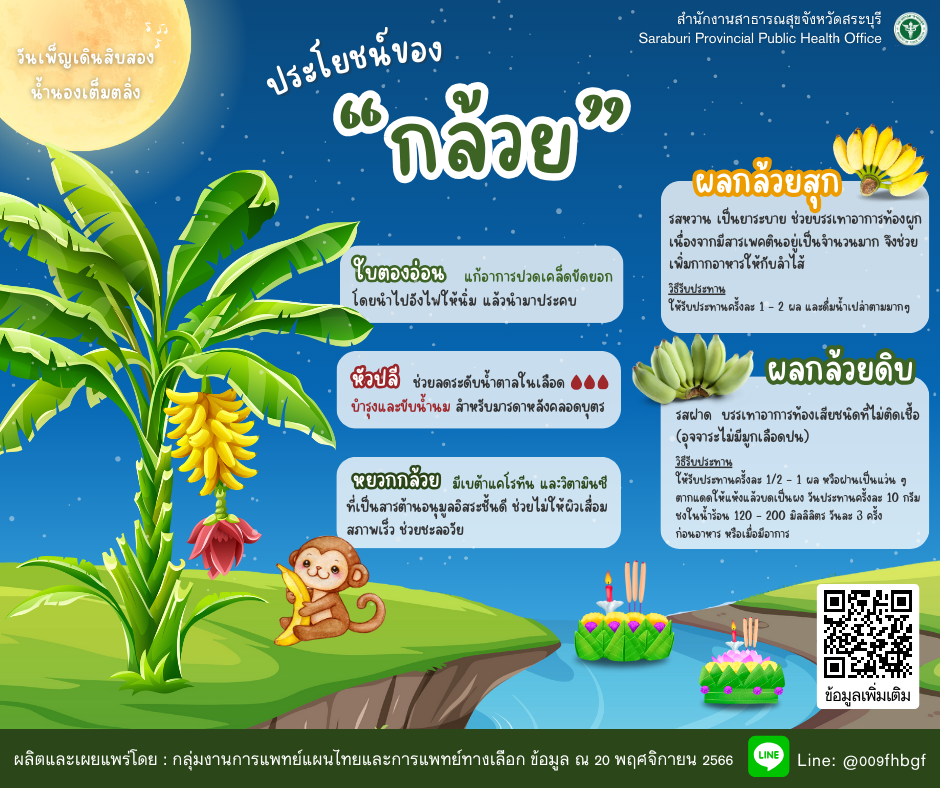 สำนักงานสาธารณสุขจังหวัดสระบุรี
Saraburi Provincial Public Health Office
วันเพ็ญเดินสิบสอง
น้ำนองเต็มตลิ่ง
ประโยชน์ของ
“กล้วย”
ใบตองอ่อน แก้อาการปวดเคล็ดขัดยอก
โดยนำไปอังไฟให้นิ่ม แล้วนำมาประคบ
หัวปลี ช่วยลดระดับน้ำตาลในเลือด
บำรุงและขับน้ำนม สำหรับมารดาหลังคลอดบุตร
หยวกกล้วย มีเบต้าแคโรทีน และวิตามินซี
ที่เป็นสารต้านอนุมูลอิสระชั้นดี ช่วยไม่ให้ผิวเสื่อม
สภาพเร็ว ช่วยชะลอวัย
ผลกล้วยสุก
รสหวาน เป็นยาระบาย ช่วยบรรเทาอาการท้องผูก
เนื่องจากมีสารเพคตินอยู่เป็นจำนวนมาก จึงช่วย
เพิ่มกากอาหารให้กับลำไส้
วิธีรับประทาน
ให้รับประทานครั้งละ 1 - 2 ผล และดื่มน้ำเปล่าตามมากๆ
ผลกล้วยดิบ
รสฝาด บรรเทาอาการท้องเสียชนิดที่ไม่ติดเชื้อ
(อุจจาระไม่มีมูกเลือดปน)
วิธีรับประทาน
ให้รับประทานครั้งละ 1/2 - 1 ผล หรือฝานเป็นแว่น ๆ
ตากแดดให้แห้งแล้วบดเป็นผง รับประทานครั้งละ 10 กรัม
ชงในน้ำร้อน 120 - 200 มิลลิลิตร วันละ 3 ครั้ง
ก่อนอาหาร หรือเมื่อมีอาการ
ข้อมูลเพิ่มเติม
ผลิตและเผยแพร่โดย : กลุ่มงานการแพทย์แผนไทยและการแพทย์ทางเลือก ข้อมูล ณ 20 พฤศจิกายน 2566
LINE
Line: @009fhbgf